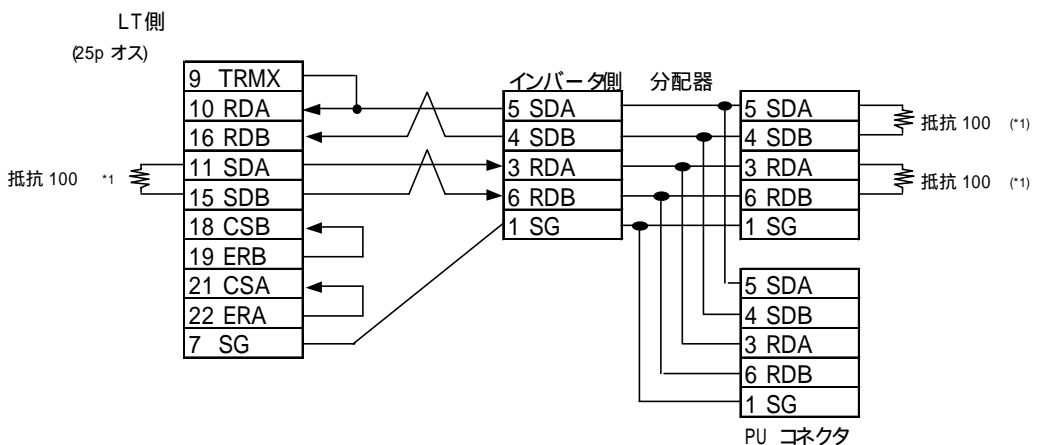 LT側
(25p オス)
9 TRMX
10 RDA
16 RDB
11 SDA
15 SDB
18 CSB
19 ERB
21 CSA
22 ERA
7 SG
抵抗 100 *1
インバータ側
5 SDA
4 SDB
3 RDA
6 RDB
1 SG
分配器
5 SDA
4 SDB
3 RDA
6 RDB
1 SG
抵抗 100 (*1)
抵抗 100 (*1)
5 SDA
4 SDB
3 RDA
6 RDB
1 SG
PU コネクタ